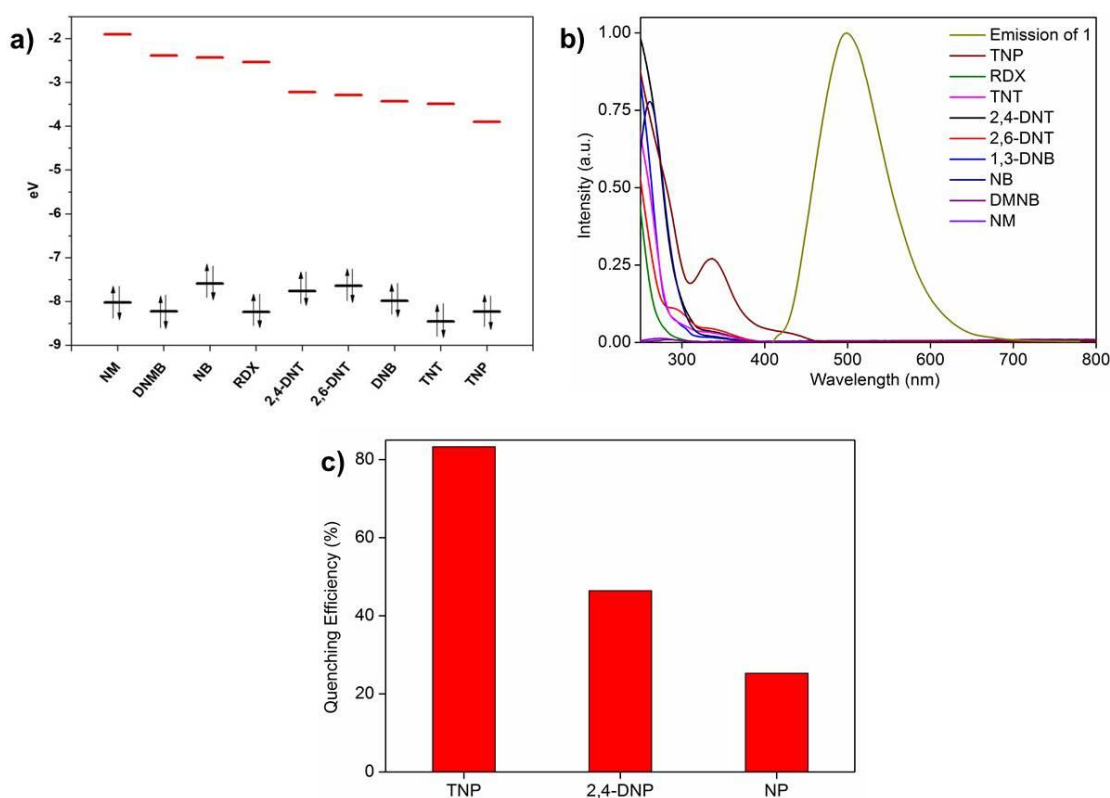 a)
-2
-3
-4
-5
-6
-7
-8
-9
eV
NM
DNMB
NB
RDX
2,4-DNT
2,6-DNT
DNB
TNT
TNP
b)
1.00
0.75
0.50
0.25
0.00
Intensity (a.u.)
Emission of 1
TNP
RDX
TNT
2,4-DNT
2,6-DNT
1,3-DNB
NB
DMNB
NM
300 400 500 600 700 800
Wavelength (nm)
c)
80
60
40
20
0
Quenching Efficiency (%)
TNP 2,4-DNP NP